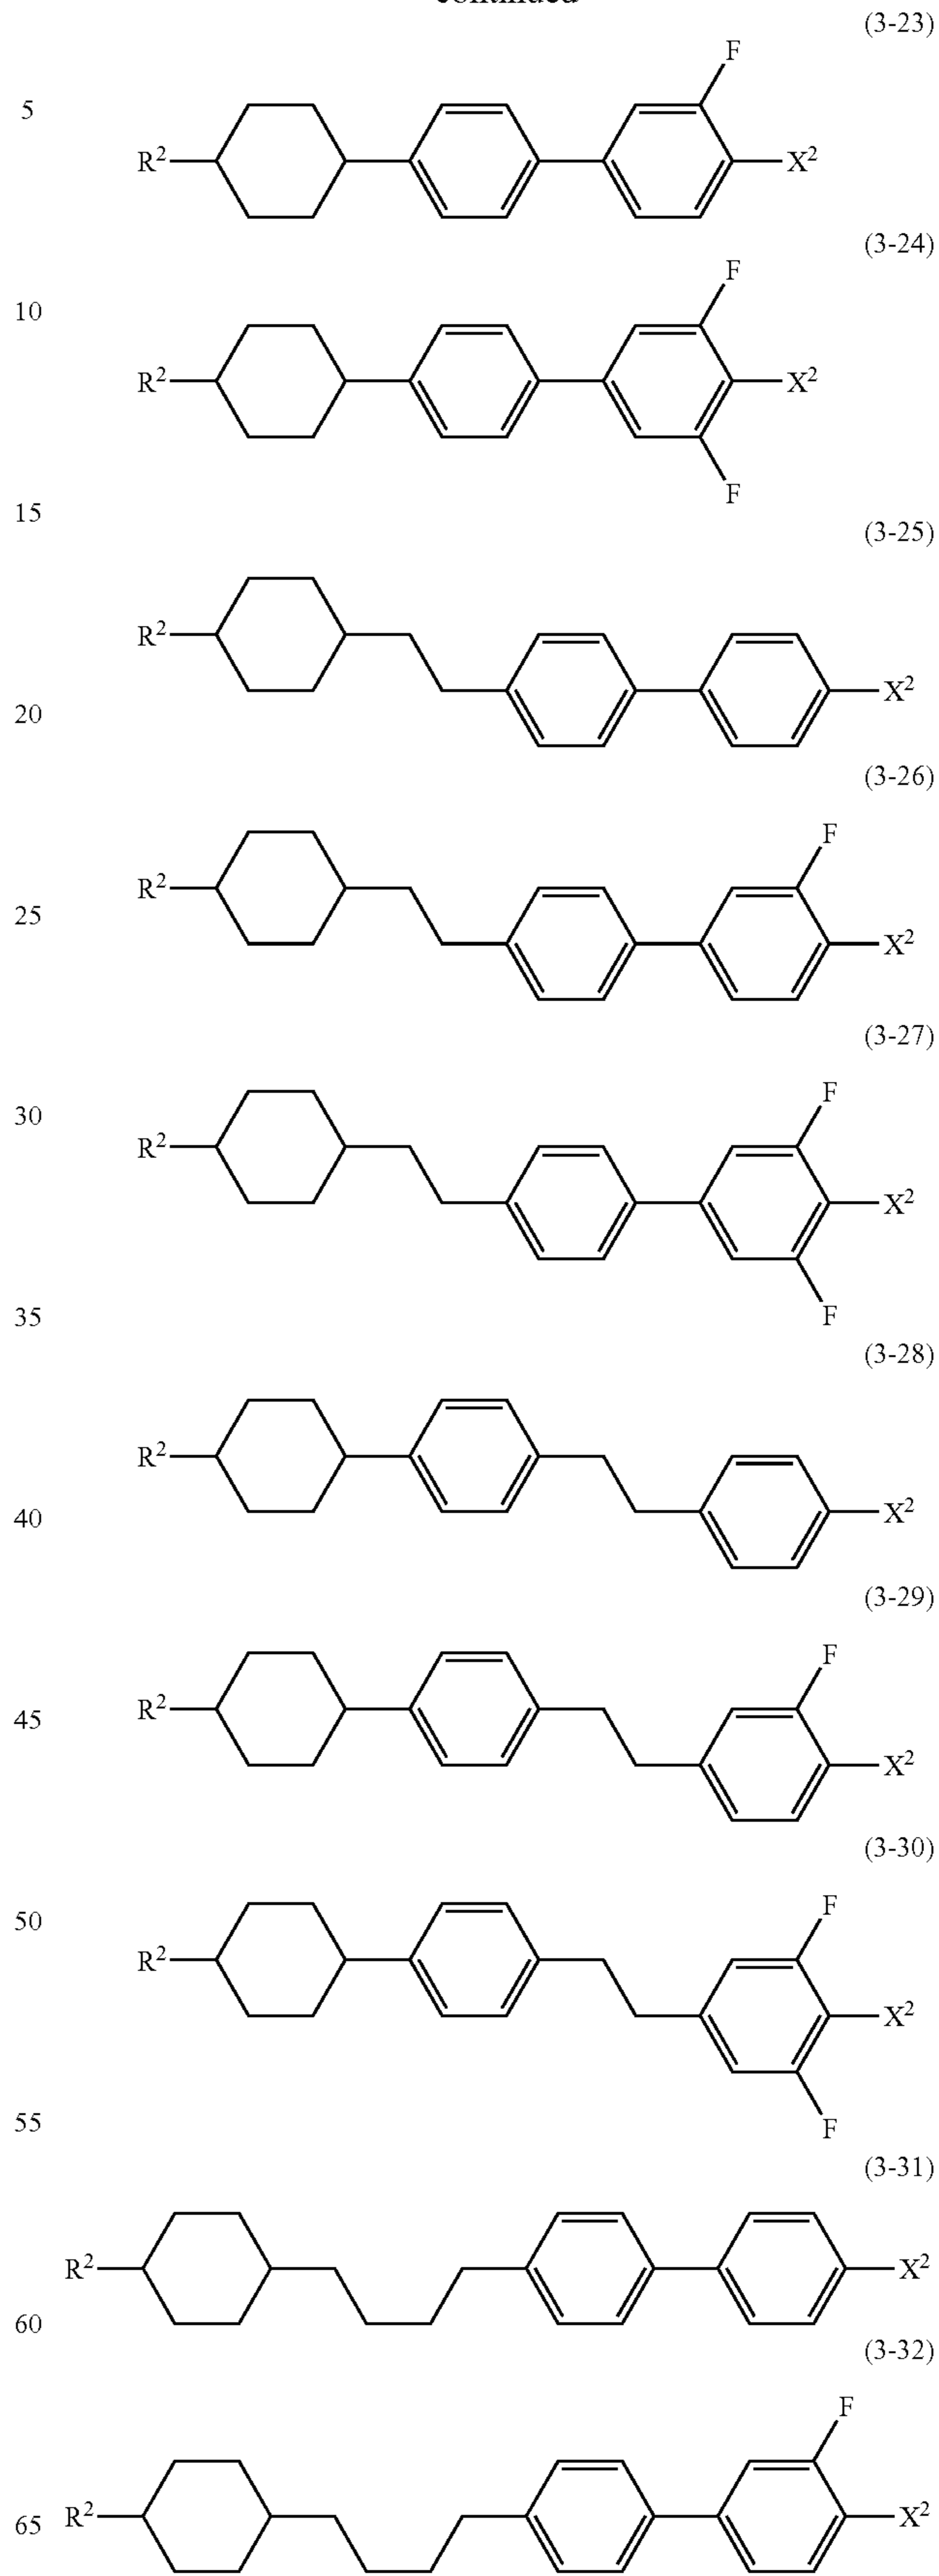 -continued
(3-23)
F
5
R² X²
(3-24)
F
10
R² X²
F
15
(3-25)
R² X²
20
(3-26)
F
R² X²
25
(3-27)
F
30
R² X²
F
35
(3-28)
R² X²
40
(3-29)
F
R² X²
45
(3-30)
F
50
R² X²
F
55
(3-31)
R² X²
60
(3-32)
F
65 R² X²